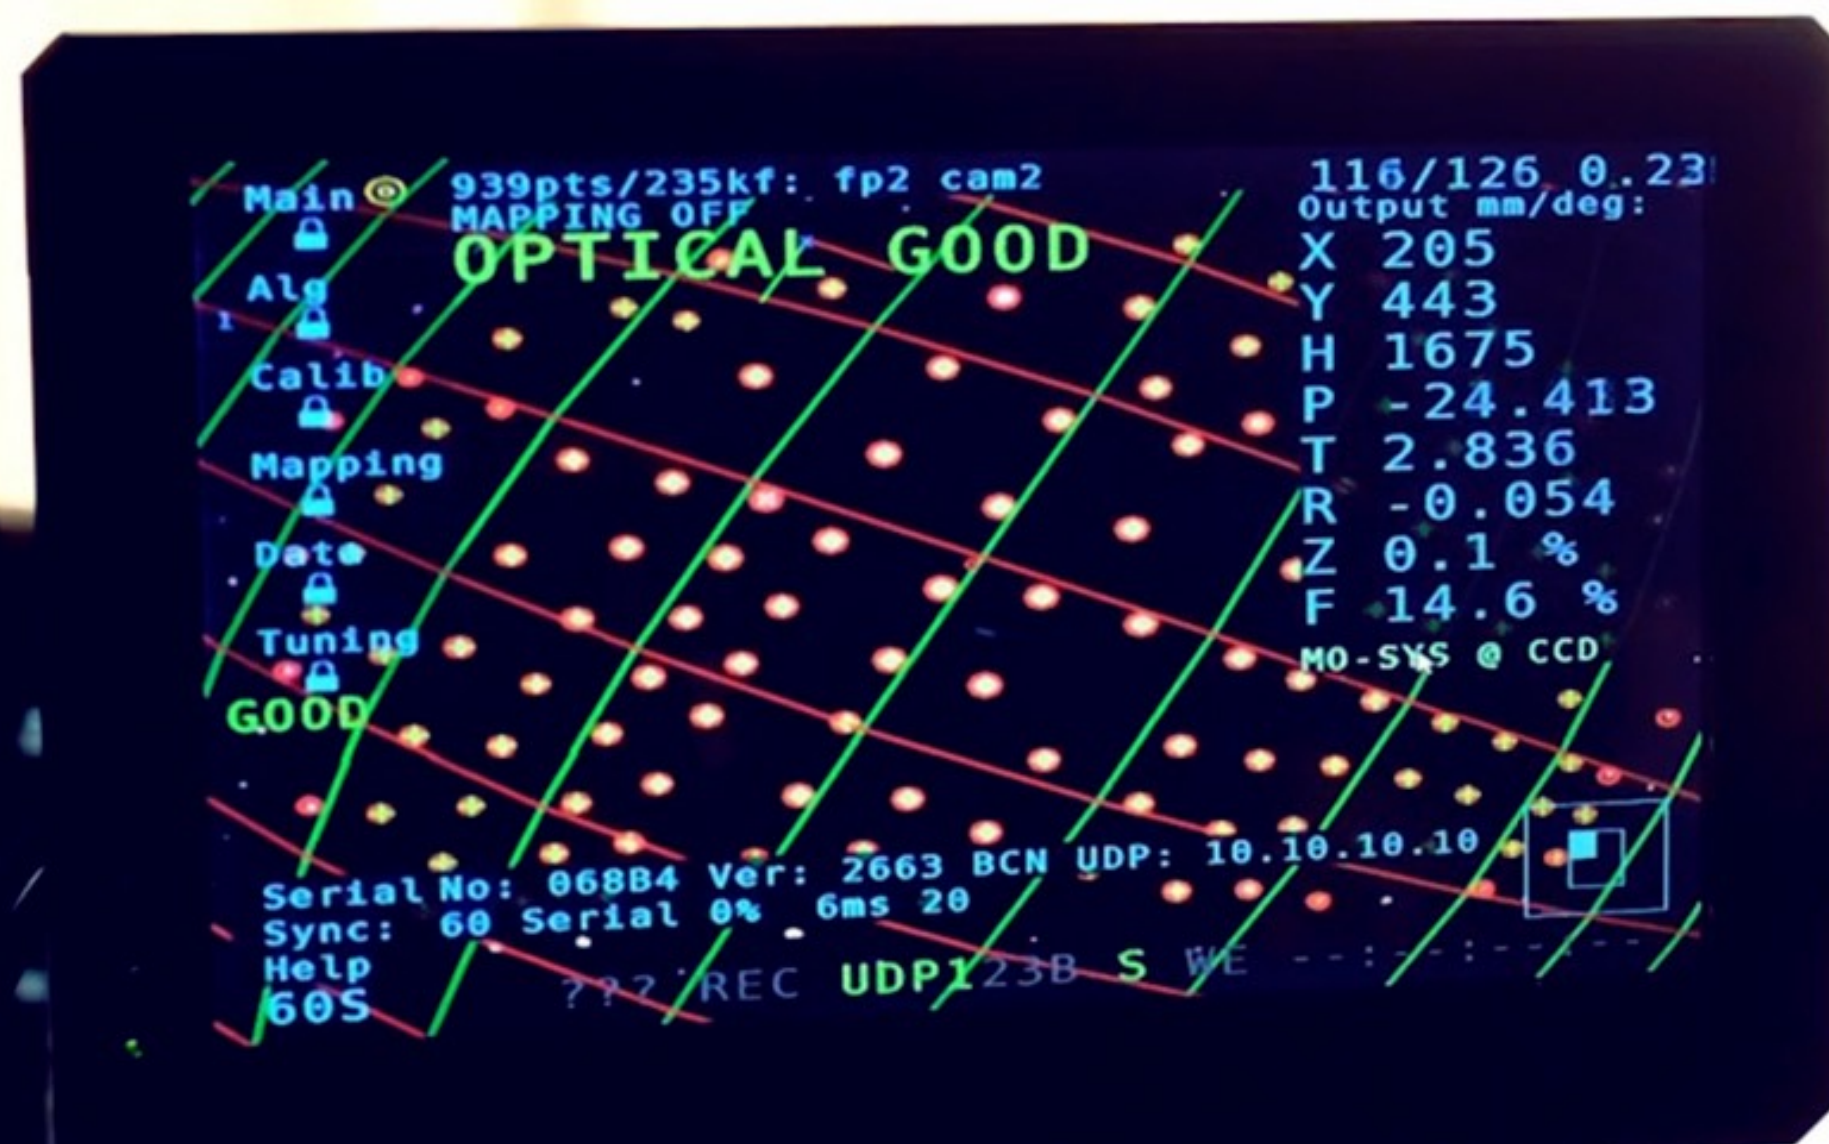 Main
939pts/235kf: fp2 cam2
116/126 0.23
MAPPING OFF
Output mm/deg:
OPTICAL GOOD
X 205
Alg
Y 443
1
H 1675
Calib
P -24.413
Mapping
T 2.836
R -0.054
Data
Z 0.1 %
F 14.6 %
Tuning
MO-SYS @ CCD
GOOD
Serial No: 068B4 Ver: 2663 BCN UDP: 10.10.10.10
Sync: 60 Serial 0% 6ms 20
Help
60S
??? REC UDP123B S WE --:--:--:--